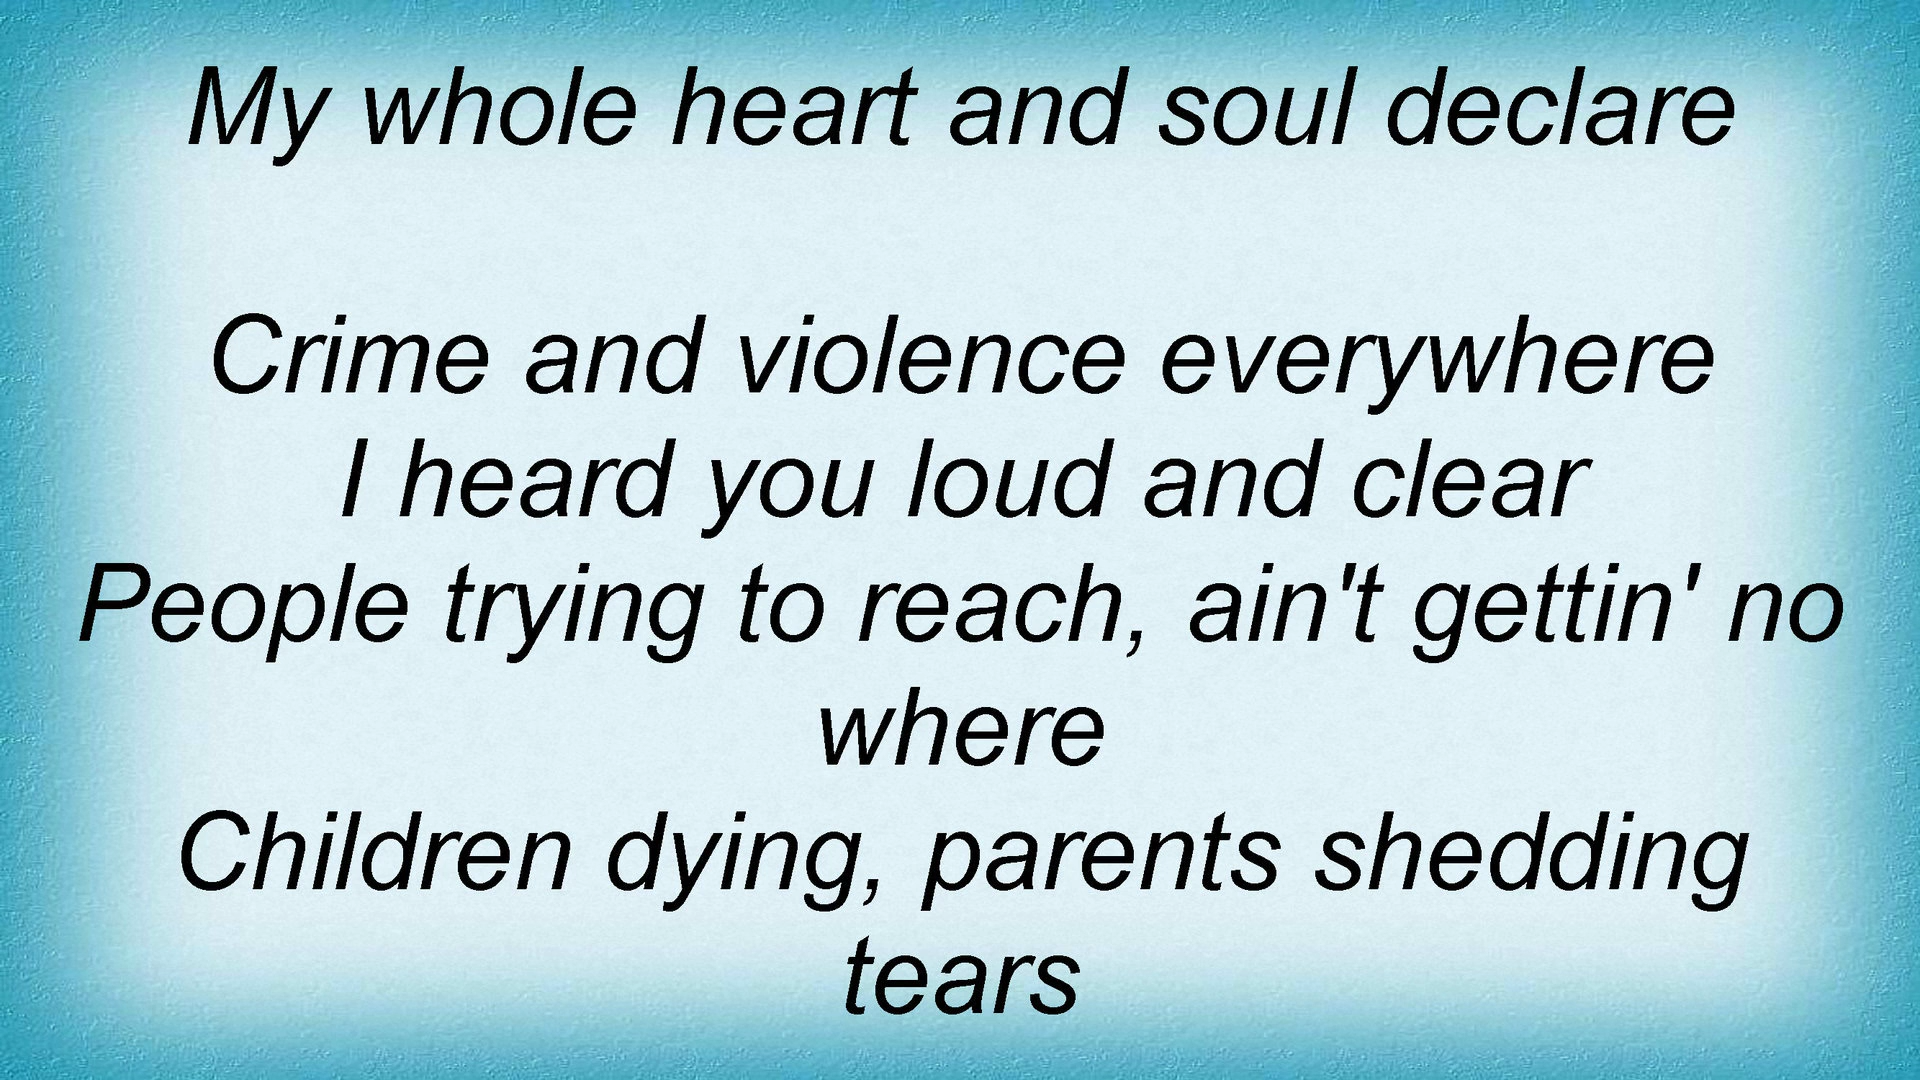 My whole heart and soul declare
Crime and violence everywhere
I heard you loud and clear
People trying to reach, ain't gettin' no
where
Children dying, parents shedding
tears